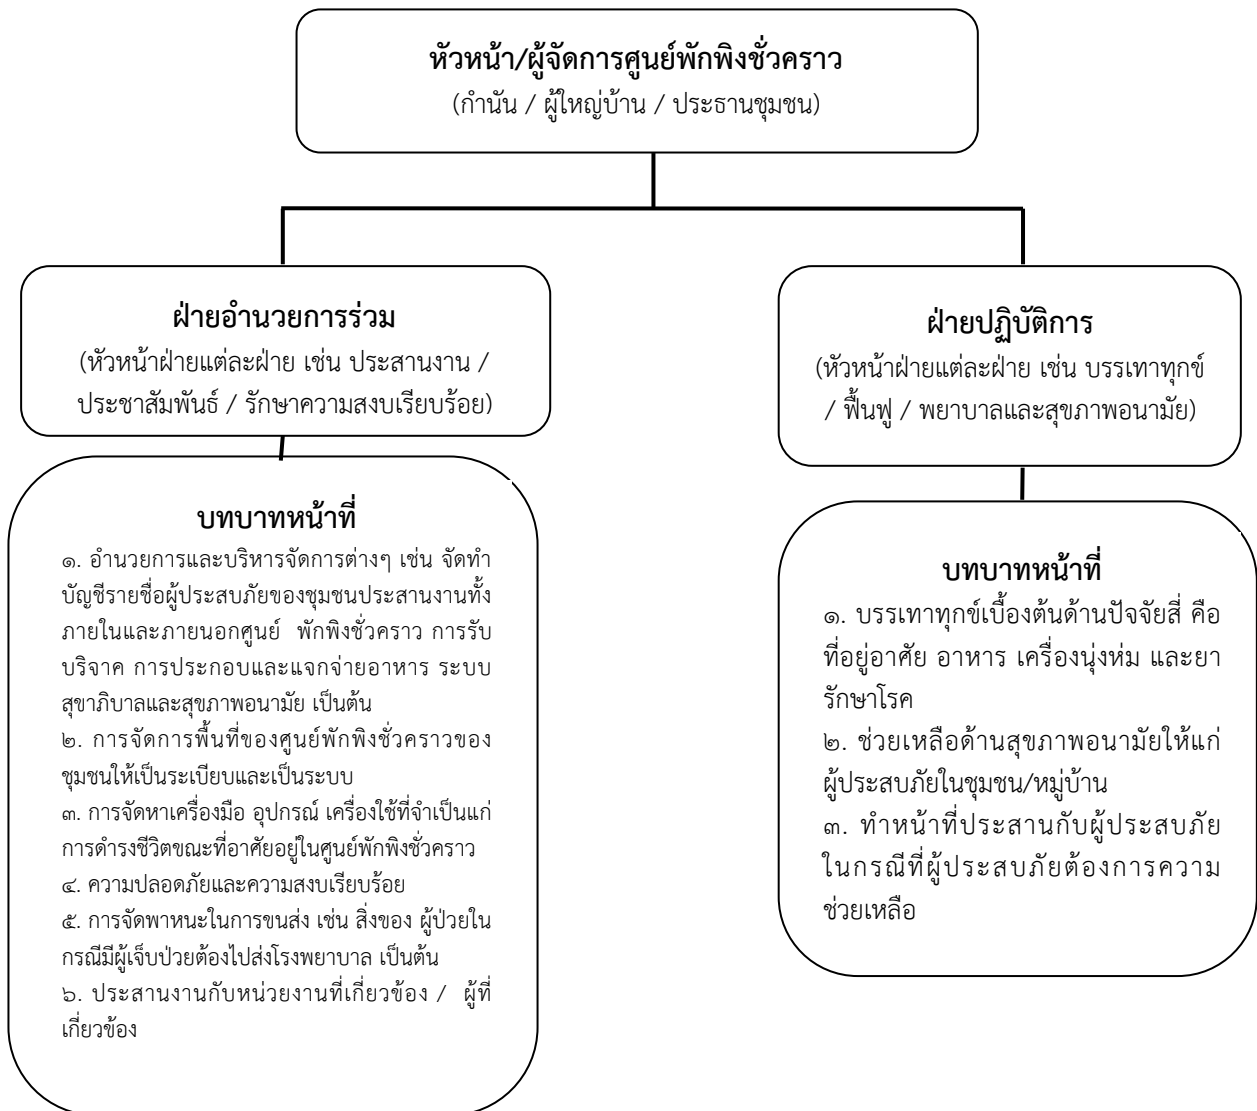 หัวหน้า/ผู้จัดการศูนย์พักพิงชั่วคราว
(กำนัน / ผู้ใหญ่บ้าน / ประธานชุมชน)
ฝ่ายอำนวยการร่วม
(หัวหน้าฝ่ายแต่ละฝ่าย เช่น ประสานงาน /
ประชาสัมพันธ์ / รักษาความสงบเรียบร้อย)
บทบาทหน้าที่
๑. อำนวยการและบริหารจัดการต่างๆ เช่น จัดทำ
บัญชีรายชื่อผู้ประสบภัยของชุมชนประสานงานทั้ง
ภายในและภายนอกศูนย์ พักพิงชั่วคราว การรับ
บริจาค การประกอบและแจกจ่ายอาหาร ระบบ
สุขาภิบาลและสุขภาพอนามัย เป็นต้น
๒. การจัดการพื้นที่ของศูนย์พักพิงชั่วคราวของ
ชุมชนให้เป็นระเบียบและเป็นระบบ
๓. การจัดหาเครื่องมือ อุปกรณ์ เครื่องใช้ที่จำเป็นแก่
การดำรงชีวิตขณะที่อาศัยอยู่ในศูนย์พักพิงชั่วคราว
๔. ความปลอดภัยและความสงบเรียบร้อย
๕. การจัดพาหนะในการขนส่ง เช่น สิ่งของ ผู้ป่วยใน
กรณีมีผู้เจ็บป่วยต้องไปส่งโรงพยาบาล เป็นต้น
๖. ประสานงานกับหน่วยงานที่เกี่ยวข้อง / ผู้ที่
เกี่ยวข้อง
ฝ่ายปฏิบัติการ
(หัวหน้าฝ่ายแต่ละฝ่าย เช่น บรรเทาทุกข์
/ ฟื้นฟู / พยาบาลและสุขภาพอนามัย)
บทบาทหน้าที่
๑. บรรเทาทุกข์เบื้องต้นด้านปัจจัยสี่ คือ
ที่อยู่อาศัย อาหาร เครื่องนุ่งห่ม และยา
รักษาโรค
๒. ช่วยเหลือด้านสุขภาพอนามัยให้แก่
ผู้ประสบภัยในชุมชน/หมู่บ้าน
๓. ทำหน้าที่ประสานกับผู้ประสบภัย
ในกรณีที่ผู้ประสบภัยต้องการความ
ช่วยเหลือ